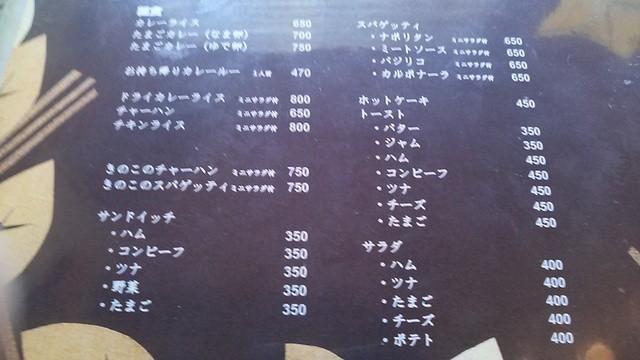 カレーライス 650
たまごカレー(なま卵) 700
たまごカレー(ゆで卵) 750
お持ち帰りカレールー 1人前 470
ドライカレーライス ミニサラダ付 800
チャーハン ミニサラダ付 650
チキンライス ミニサラダ付 800
きのこのチャーハン ミニサラダ付 750
きのこのスパゲッティ ミニサラダ付 750
サンドイッチ
・ハム 350
・コンビーフ 350
・ツナ 350
・野菜 350
・たまご 350
スパゲッティ
・ナポリタン ミニサラダ付 650
・ミートソース ミニサラダ付 650
・バジリコ ミニサラダ付 650
・カルボナーラ ミニサラダ付 650
ホットケーキ 450
トースト
・バター 350
・ジャム 350
・ハム 450
・コンビーフ 450
・ツナ 450
・チーズ 450
・たまご 450
サラダ
・ハム 400
・ツナ 400
・たまご 400
・チーズ 400
・ポテト 400